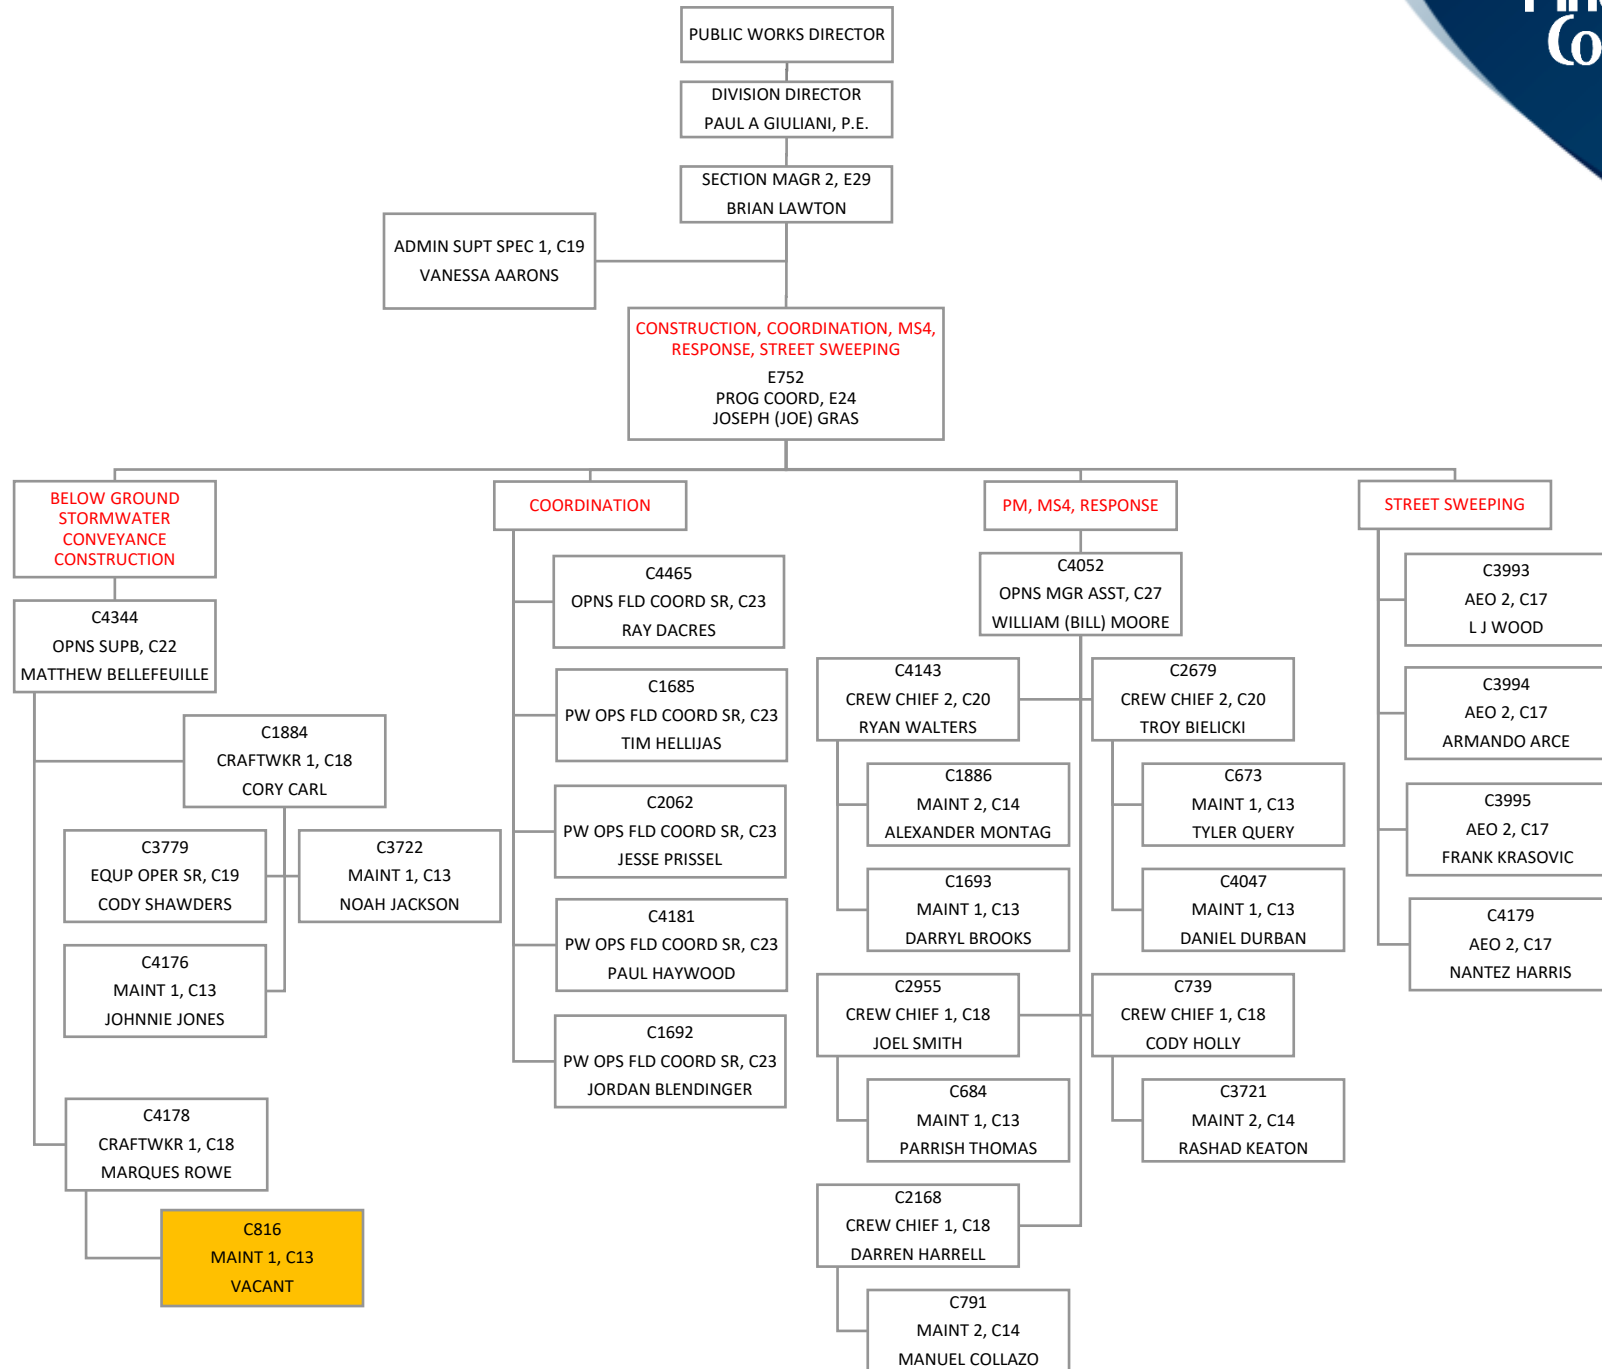 Co
PUBLIC WORKS DIRECTOR
DIVISION DIRECTOR
PAUL A GIULIANI, P.E.
SECTION MAGR 2, E29
BRIAN LAWTON
ADMIN SUPT SPEC 1, C19
VANESSA AARONS
CONSTRUCTION, COORDINATION, MS4,
RESPONSE, STREET SWEEPING
E752
PROG COORD, E24
JOSEPH (JOE) GRAS
BELOW GROUND
STORMWATER
CONVEYANCE
CONSTRUCTION
C4344
OPNS SUPB, C22
MATTHEW BELLEFEUILLE
C1884
CRAFTWKR 1, C18
CORY CARL
C3779
EQUP OPER SR, C19
CODY SHAWDERS
C3722
MAINT 1, C13
NOAH JACKSON
C4176
MAINT 1, C13
JOHNNIE JONES
C4178
CRAFTWKR 1, C18
MARQUES ROWE
C816
MAINT 1, C13
VACANT
COORDINATION
C4465
OPNS FLD COORD SR, C23
RAY DACRES
C1685
PW OPS FLD COORD SR, C23
TIM HELLIJAS
C2062
PW OPS FLD COORD SR, C23
JESSE PRISSEL
C4181
PW OPS FLD COORD SR, C23
PAUL HAYWOOD
C1692
PW OPS FLD COORD SR, C23
JORDAN BLENDINGER
PM, MS4, RESPONSE
C4052
OPNS MGR ASST, C27
WILLIAM (BILL) MOORE
C4143
CREW CHIEF 2, C20
RYAN WALTERS
C1886
MAINT 2, C14
ALEXANDER MONTAG
C1693
MAINT 1, C13
DARRYL BROOKS
C2679
CREW CHIEF 2, C20
TROY BIELICKI
C673
MAINT 1, C13
TYLER QUERY
C4047
MAINT 1, C13
DANIEL DURBAN
C2955
CREW CHIEF 1, C18
JOEL SMITH
C684
MAINT 1, C13
PARRISH THOMAS
C739
CREW CHIEF 1, C18
CODY HOLLY
C3721
MAINT 2, C14
RASHAD KEATON
C2168
CREW CHIEF 1, C18
DARREN HARRELL
C791
MAINT 2, C14
MANUEL COLLAZO
STREET SWEEPING
C3993
AEO 2, C17
L J WOOD
C3994
AEO 2, C17
ARMANDO ARCE
C3995
AEO 2, C17
FRANK KRASOVIC
C4179
AEO 2, C17
NANTEZ HARRIS